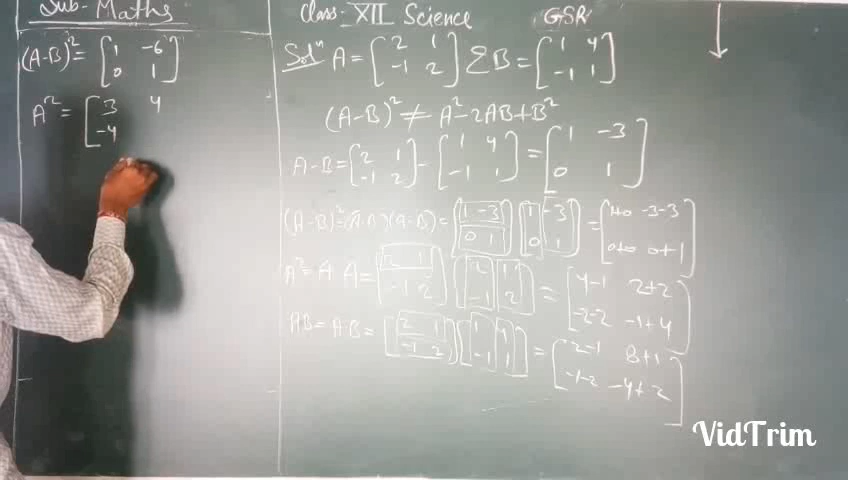 Sub- Maths
Class- XII Science GSR
(A-B)² = [1 -6
0 1]
A² = [3 4
-4
Solⁿ A = [2 1
-1 2] & B = [1 4
-1 1]
(A-B)² ≠ A² - 2AB + B²
A-B = [2 1
-1 2] - [1 4
-1 1] = [1 -3
0 1]
(A-B)² = (A-B)(A-B) = [1 -3
0 1] [1 -3
0 1] = [1+0 -3-3
0+0 0+1]
A² = A A = [2 1
-1 2] [2 1
-1 2] = [4-1 2+2
-2-2 -1+4]
AB = A·B = [2 1
-1 2] [1 4
-1 1] = [2-1 8+1
-1-2 -4+2]
VidTrim